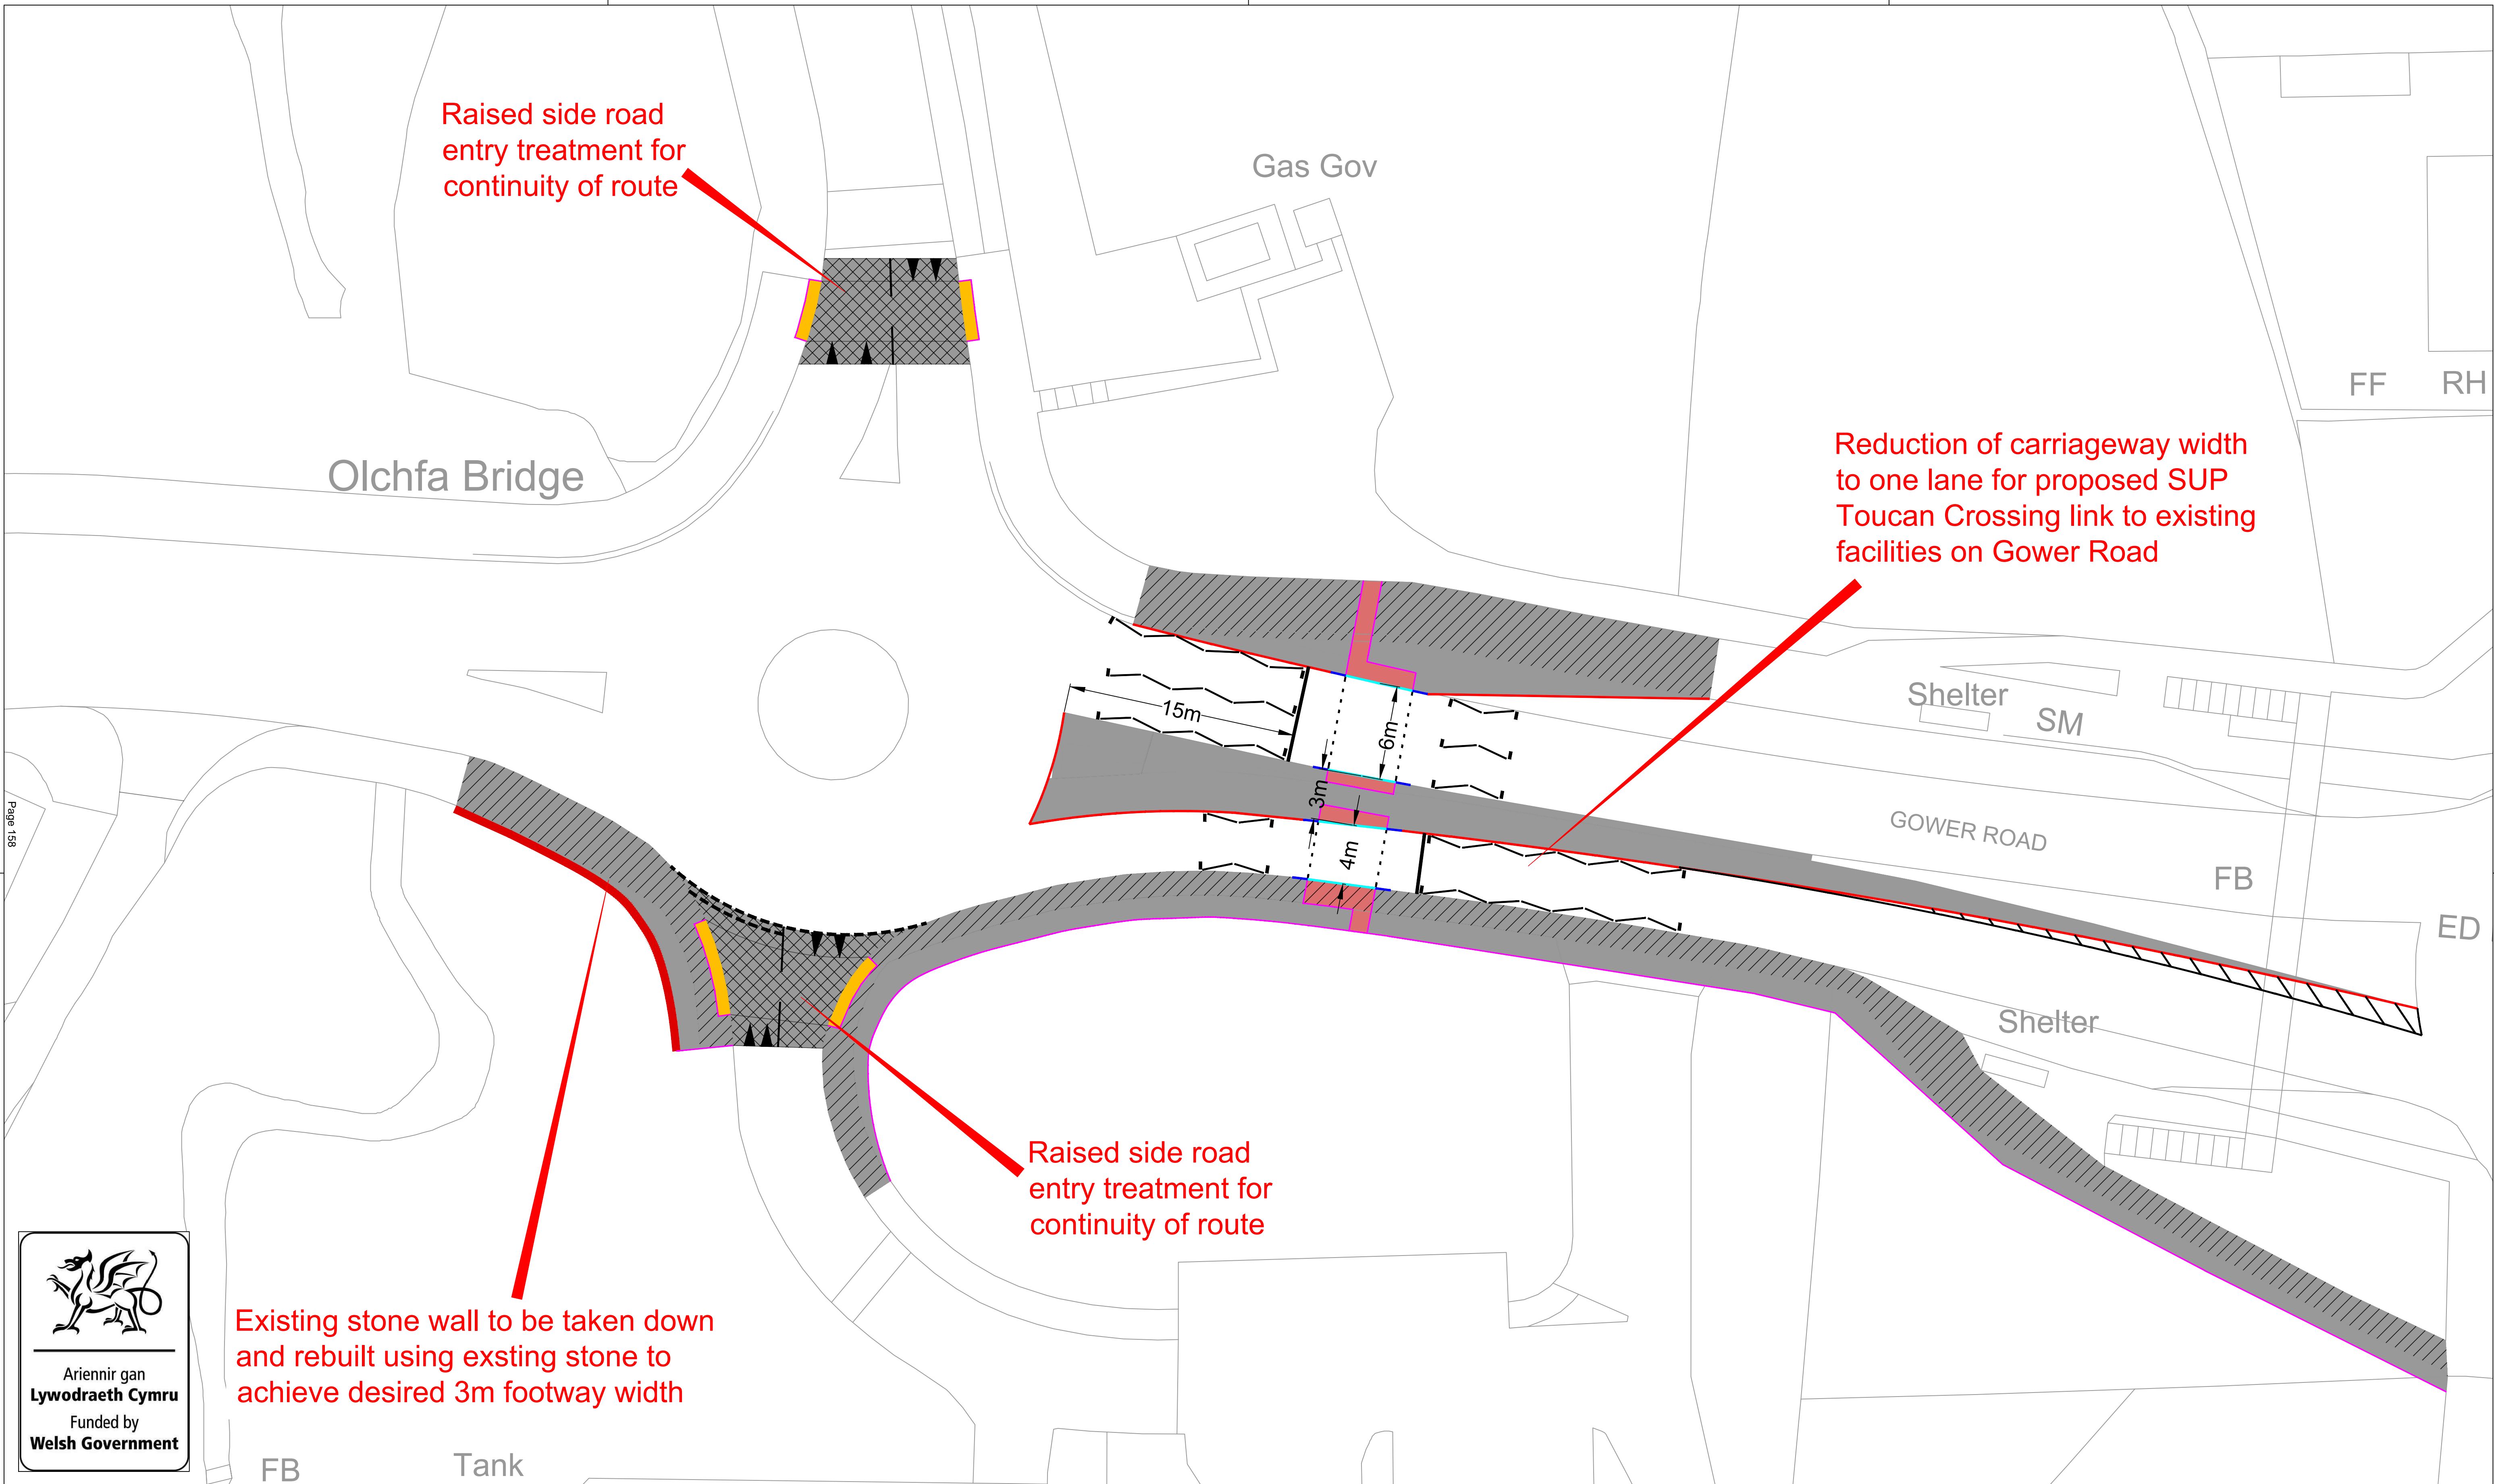 Raised side road
entry treatment for
continuity of route
Gas Gov
FF
RH
Olchfa Bridge
Reduction of carriageway width
to one lane for proposed SUP
Toucan Crossing link to existing
facilities on Gower Road
Shelter
SM
15m
6m
3m
4m
GOWER ROAD
FB
ED
Page 158
Shelter
Raised side road
entry treatment for
continuity of route
Existing stone wall to be taken down
and rebuilt using exsting stone to
achieve desired 3m footway width
Ariennir gan
Lywodraeth Cymru
Funded by
Welsh Government
FB
Tank